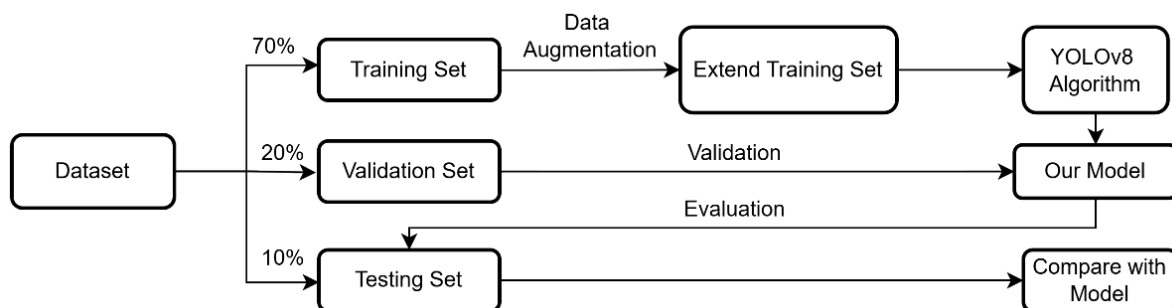 Data
Augmentation
70%
Training Set
Extend Training Set
YOLOv8
Algorithm
Dataset
20%
Validation Set
Validation
Our Model
Evaluation
10%
Testing Set
Compare with
Model